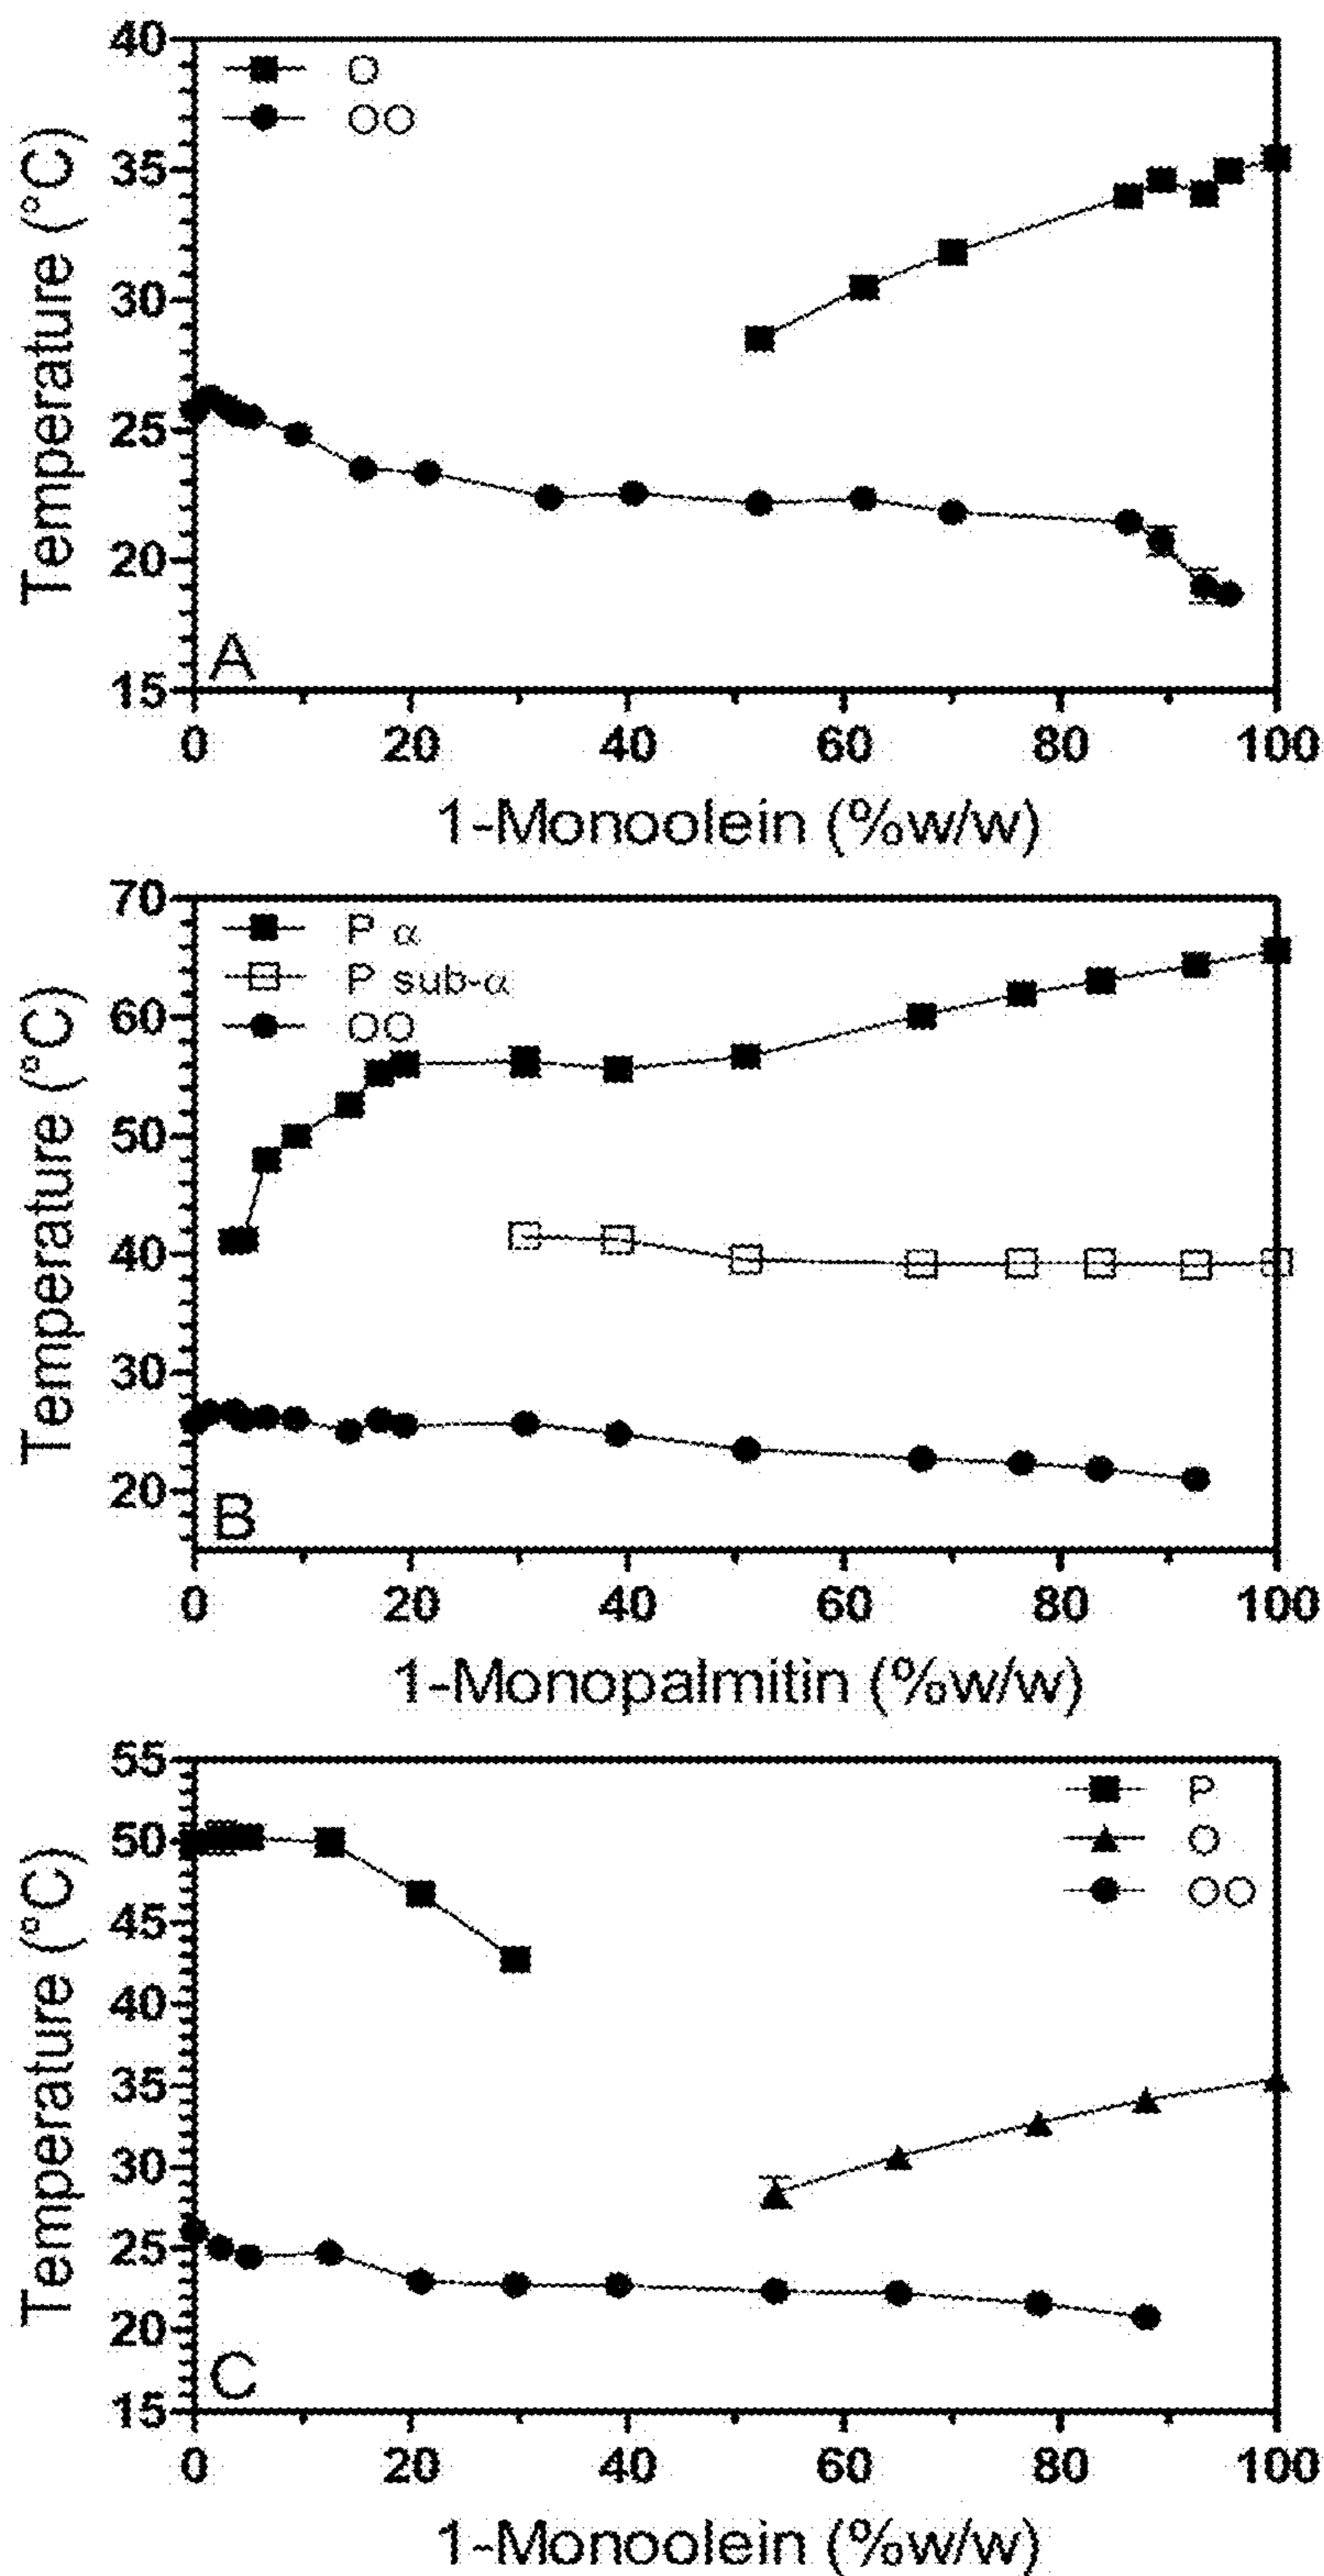 40
35
30
25
20
15
Temperature (°C)
O
OO
A
0 20 40 60 80 100
1-Monoolein (%w/w)
70
60
50
40
30
20
Temperature (°C)
P α
P sub-α
OO
B
0 20 40 60 80 100
1-Monopalmitin (%w/w)
55
50
45
40
35
30
25
20
15
Temperature (°C)
P
O
OO
C
0 20 40 60 80 100
1-Monoolein (%w/w)